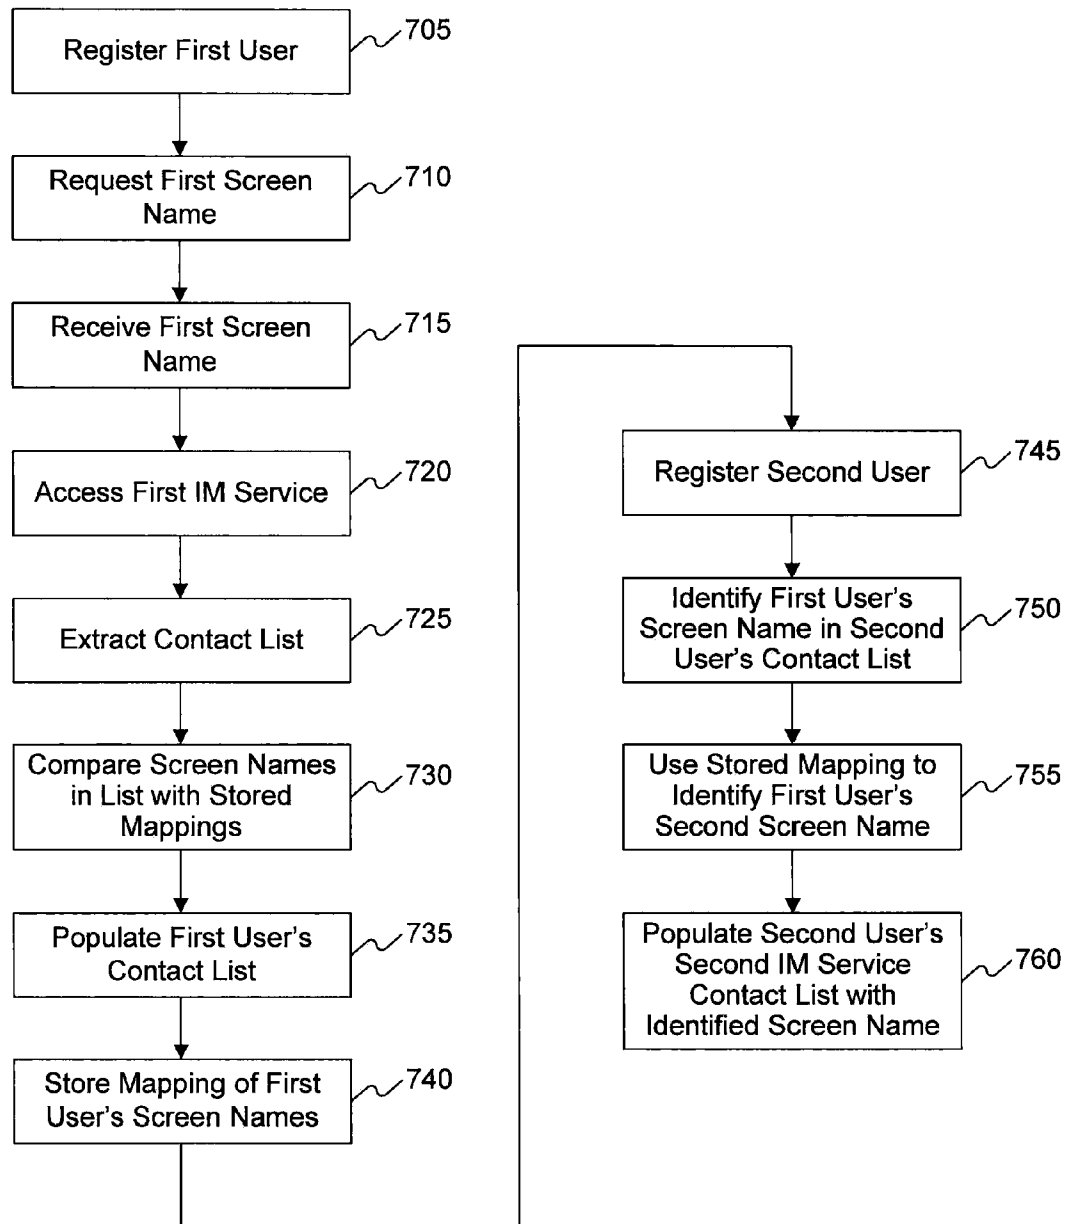 Register First User
705
Request First Screen
Name
710
Receive First Screen
Name
715
Access First IM Service
720
Extract Contact List
725
Compare Screen Names
in List with Stored
Mappings
730
Populate First User's
Contact List
735
Store Mapping of First
User's Screen Names
740
Register Second User
745
Identify First User's
Screen Name in Second
User's Contact List
750
Use Stored Mapping to
Identify First User's
Second Screen Name
755
Populate Second User's
Second IM Service
Contact List with
Identified Screen Name
760